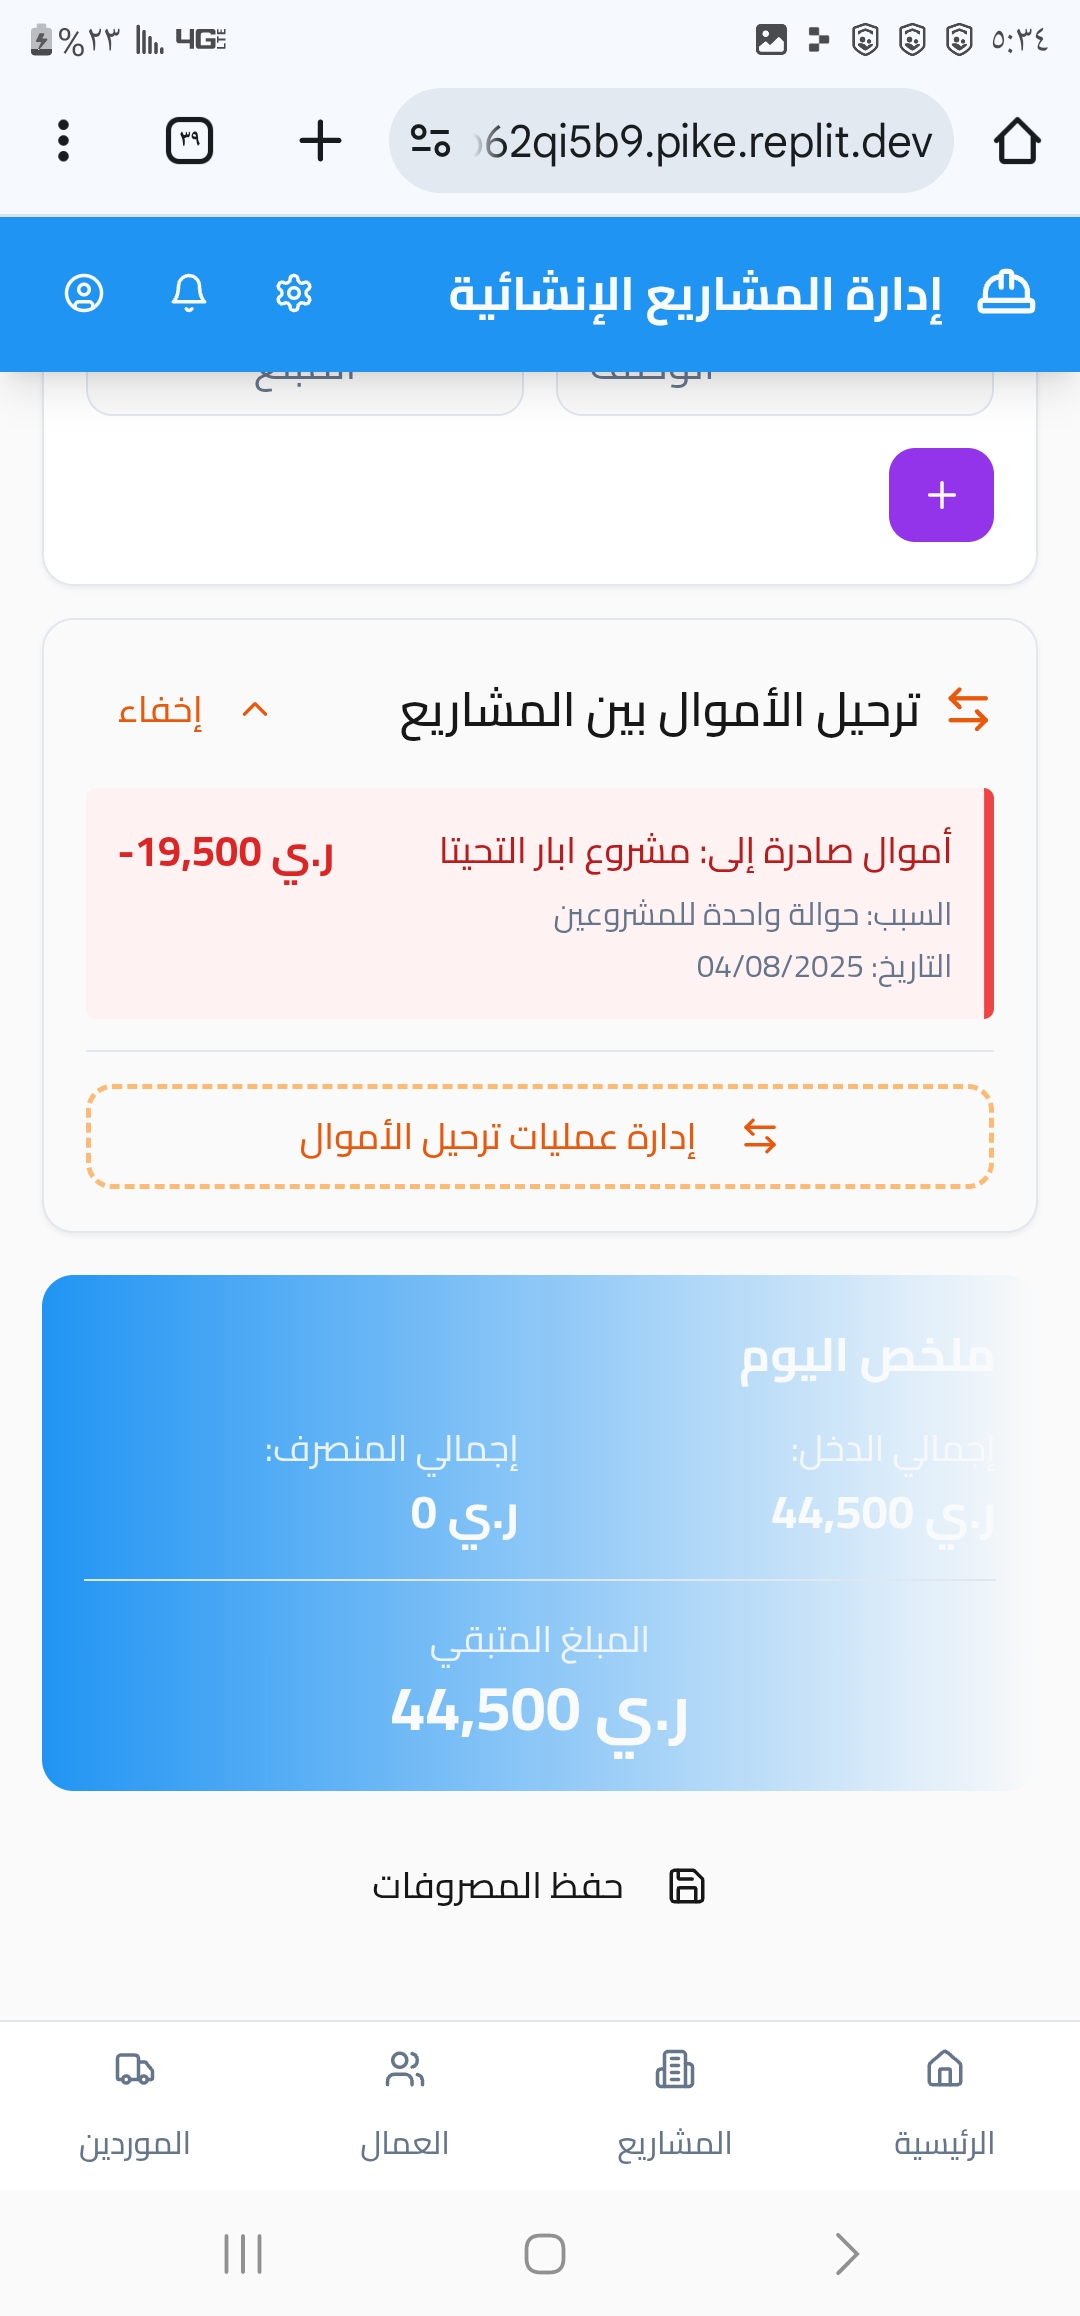 ٥:٣٤
4G LTE
%٢٣
62qi5b9.pike.replit.dev
٣٩
إدارة المشاريع الإنشائية
ترحيل الأموال بين المشاريع
إخفاء
أموال صادرة إلى: مشروع ابار التحيتا
-19,500 ر.ي
السبب: حوالة واحدة للمشروعين
التاريخ: 04/08/2025
إدارة عمليات ترحيل الأموال
ملخص اليوم
إجمالي الدخل:
44,500 ر.ي
إجمالي المنصرف:
0 ر.ي
المبلغ المتبقي
44,500 ر.ي
حفظ المصروفات
الرئيسية
المشاريع
العمال
الموردين